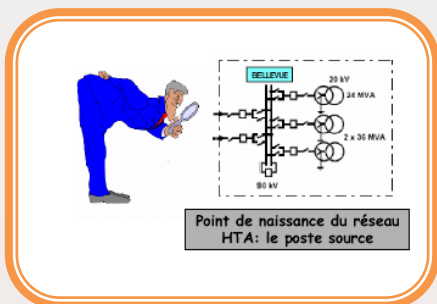 BELLEVUE
20 kV
24 MVA
2 x 36 MVA
90 kV
Point de naissance du réseau
HTA: le poste source